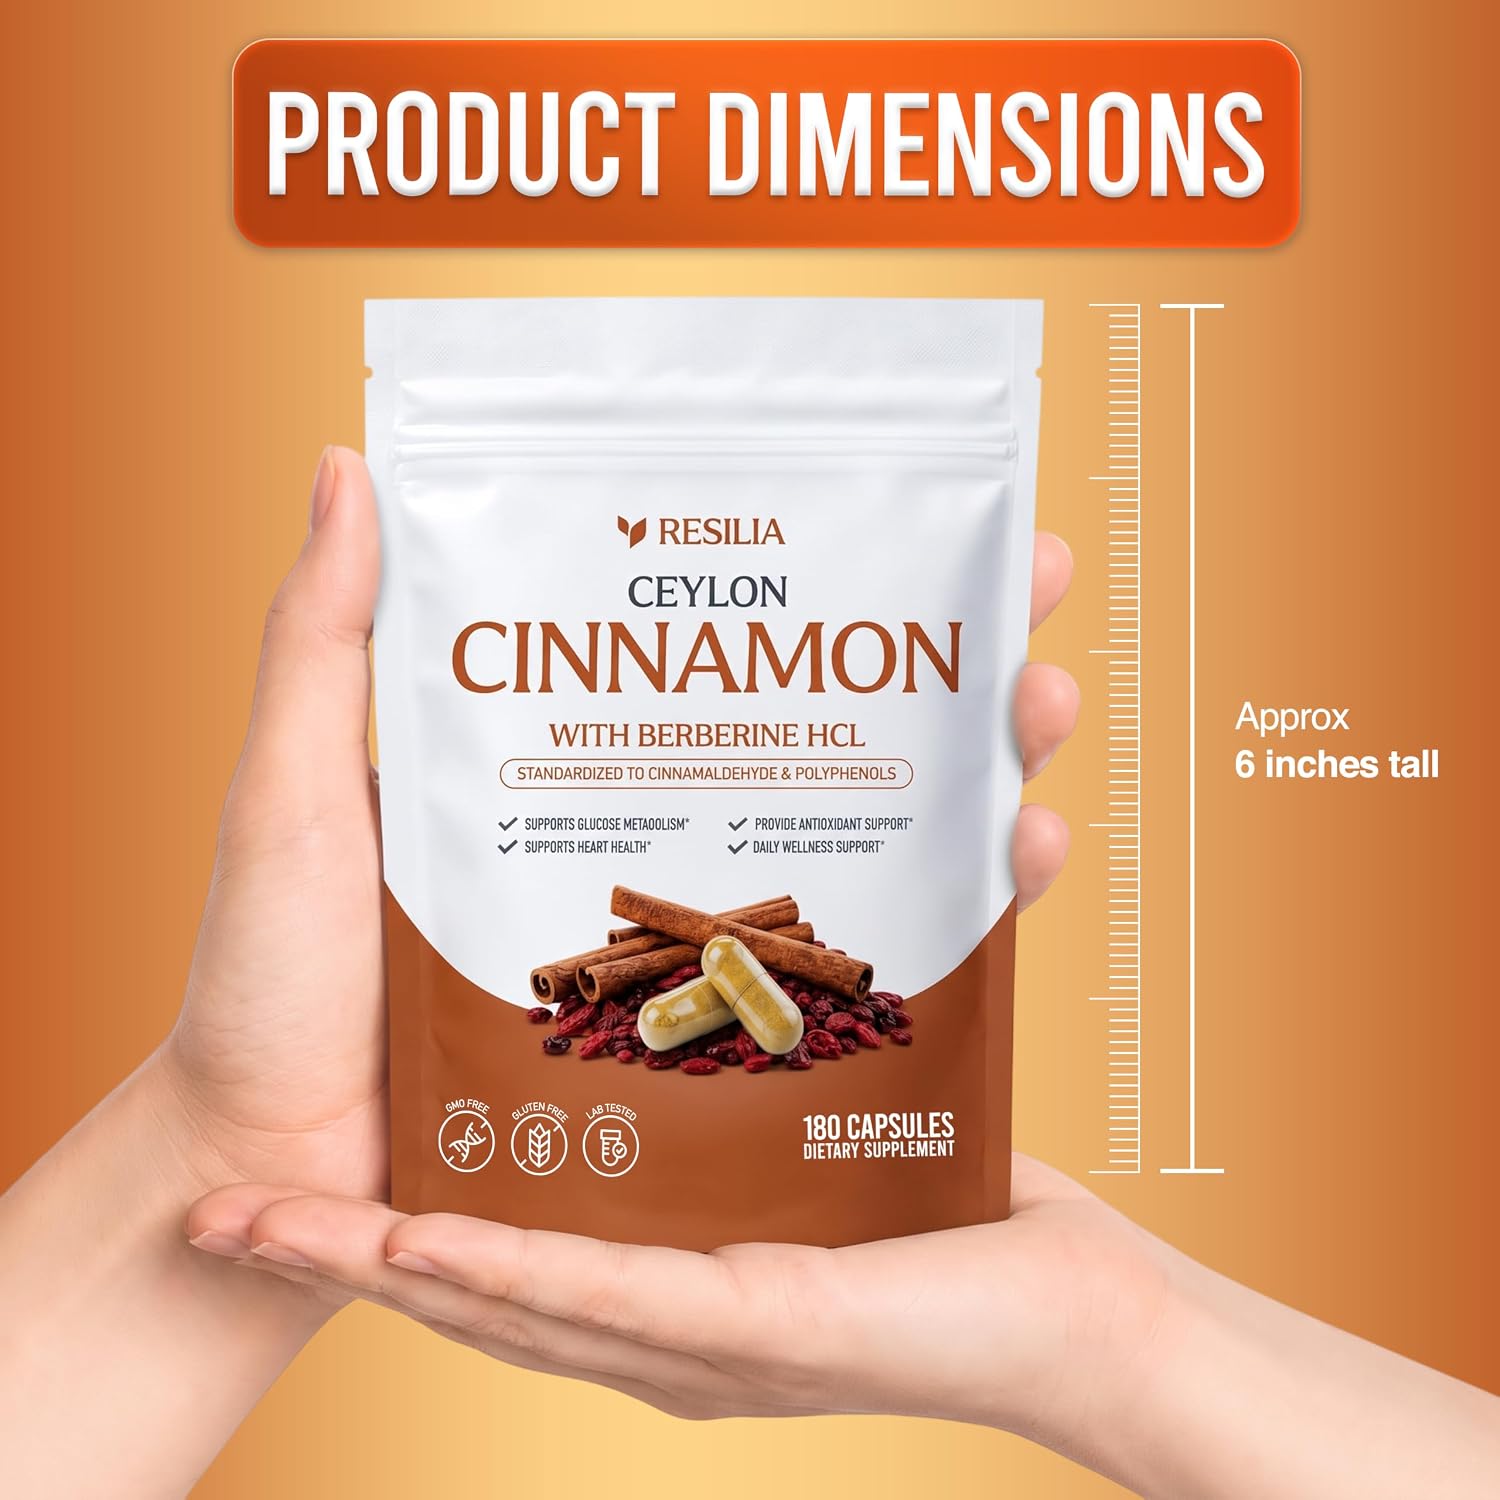 PRODUCT DIMENSIONS
RESILIA
CEYLON
CINNAMON
WITH BERBERINE HCL
STANDARDIZED TO CINNAMALDEHYDE & POLYPHENOLS
SUPPORTS GLUCOSE METAOOLISM*
PROVIDE ANTIOXIDANT SUPPORT*
SUPPORTS HEART HEALTH*
DAILY WELLNESS SUPPORT*
Approx
6 inches tall
GMO FREE
GLUTEN FREE
LAB TESTED
180 CAPSULES
DIETARY SUPPLEMENT